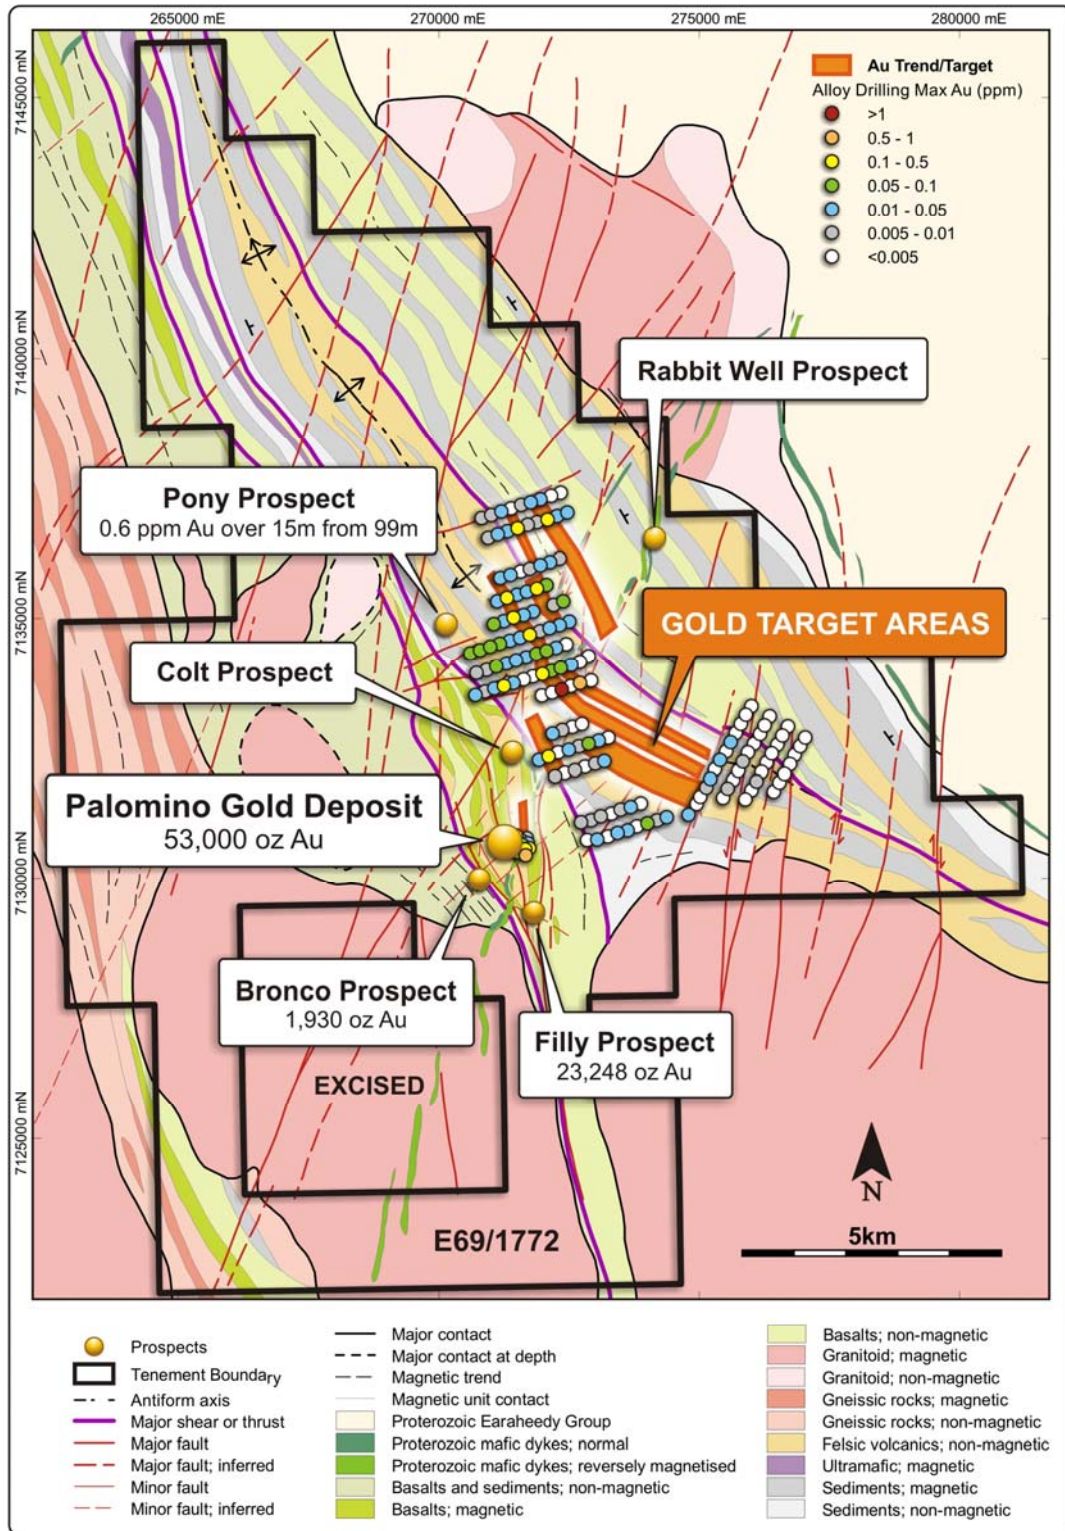 265000 mE
270000 mE
275000 mE
280000 mE
7145000 mN
7140000 mN
7135000 mN
7130000 mN
7125000 mN
Au Trend/Target
Alloy Drilling Max Au (ppm)
>1
0.5 - 1
0.1 - 0.5
0.05 - 0.1
0.01 - 0.05
0.005 - 0.01
<0.005
Rabbit Well Prospect
Pony Prospect
0.6 ppm Au over 15m from 99m
GOLD TARGET AREAS
Colt Prospect
Palomino Gold Deposit
53,000 oz Au
Bronco Prospect
1,930 oz Au
Filly Prospect
23,248 oz Au
EXCISED
E69/1772
N
5km
Prospects
Tenement Boundary
Antiform axis
Major shear or thrust
Major fault
Major fault; inferred
Minor fault
Minor fault; inferred
Major contact
Major contact at depth
Magnetic trend
Magnetic unit contact
Proterozoic Earaheedy Group
Proterozoic mafic dykes; normal
Proterozoic mafic dykes; reversely magnetised
Basalts and sediments; non-magnetic
Basalts; magnetic
Basalts; non-magnetic
Granitoid; magnetic
Granitoid; non-magnetic
Gneissic rocks; magnetic
Gneissic rocks; non-magnetic
Felsic volcanics; non-magnetic
Ultramafic; magnetic
Sediments; magnetic
Sediments; non-magnetic